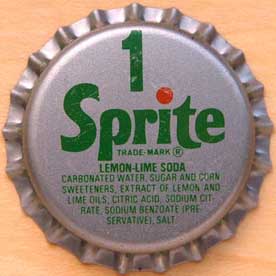 1
Sprite
TRADE-MARK ®
LEMON-LIME SODA
CARBONATED WATER, SUGAR AND CORN
SWEETENERS, EXTRACT OF LEMON AND
LIME OILS, CITRIC ACID, SODIUM CIT-
RATE, SODIUM BENZOATE (PRE-
SERVATIVE), SALT.